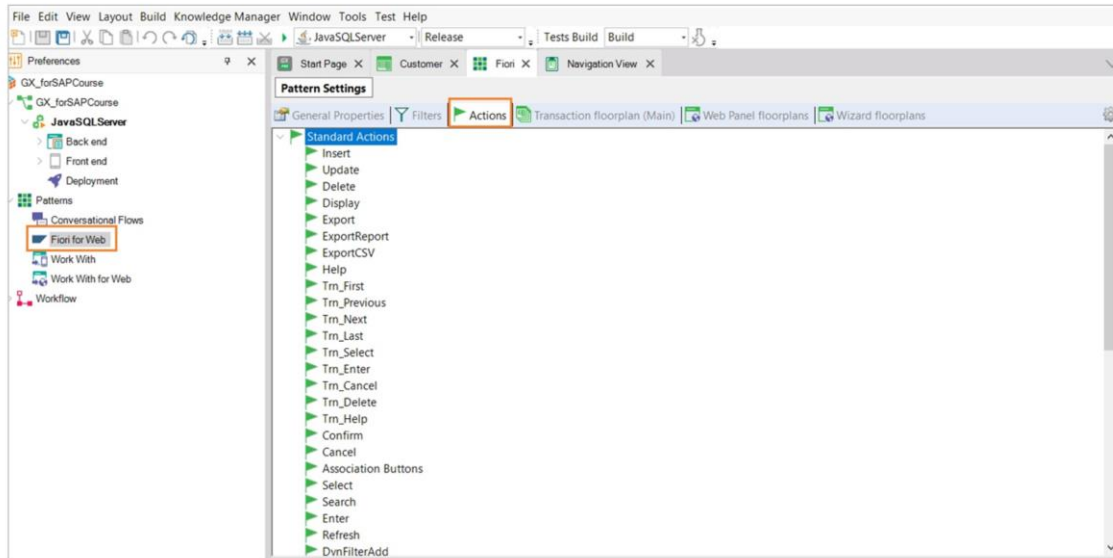 File Edit View Layout Build Knowledge Manager Window Tools Test Help
JavaSQLServer Release Tests Build Build
Preferences
Start Page Customer Fiori Navigation View
GX_forSAPCourse
GX_forSAPCourse
JavaSQLServer
Back end
Front end
Deployment
Patterns
Conversational Flows
Fiori for Web
Work With
Work With for Web
Workflow
Pattern Settings
General Properties Filters Actions Transaction floorplan (Main) Web Panel floorplans Wizard floorplans
Standard Actions
Insert
Update
Delete
Display
Export
ExportReport
ExportCSV
Help
Trn_First
Trn_Previous
Trn_Next
Trn_Last
Trn_Select
Trn_Enter
Trn_Cancel
Trn_Delete
Trn_Help
Confirm
Cancel
Association Buttons
Select
Search
Enter
Refresh
DynFilterAdd